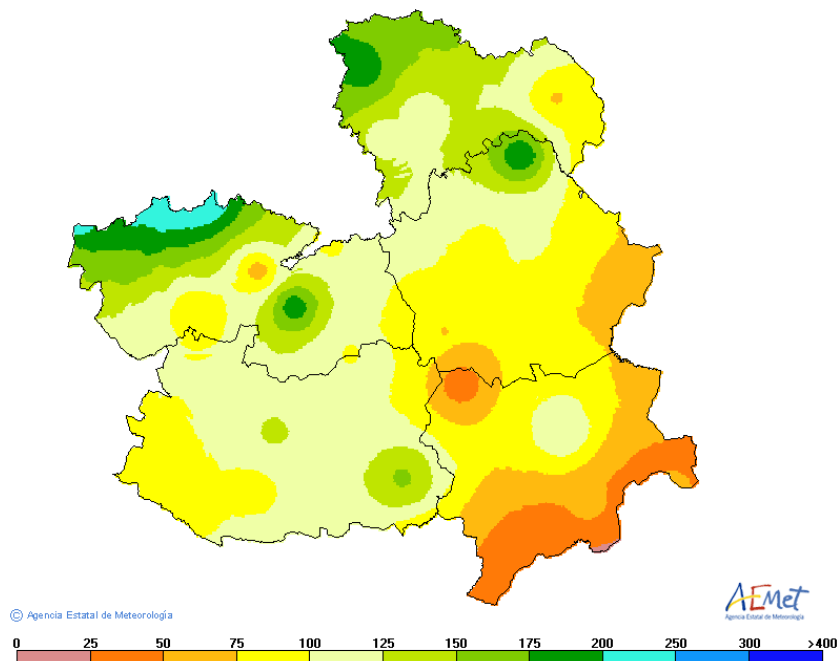 AEMet
Agencia Estatal de Meteorología
© Agencia Estatal de Meteorología
0 25 50 75 100 125 150 175 200 250 300 >400